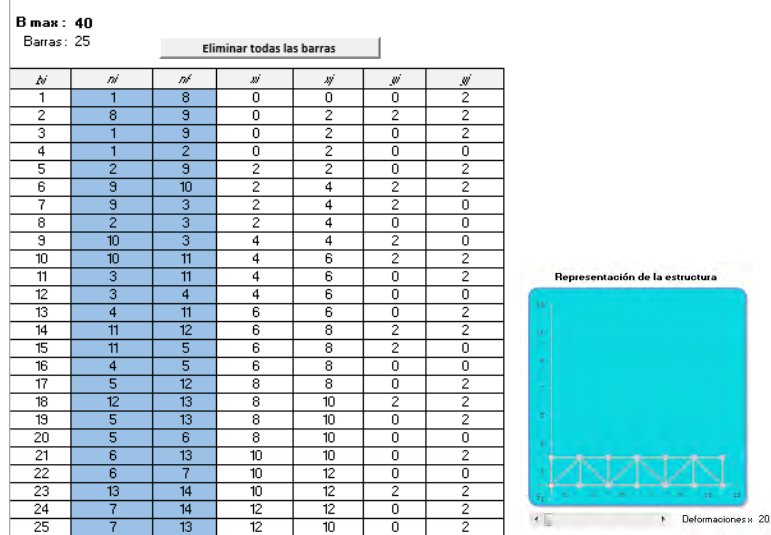 B max : 40
Barras : 25
Eliminar todas las barras
bi ni nf xi xj yi yj
1 1 8 0 0 0 2
2 8 9 0 2 2 2
3 1 9 0 2 0 2
4 1 2 0 2 0 0
5 2 9 2 2 0 2
6 9 10 2 4 2 2
7 9 3 2 4 2 0
8 2 3 2 4 0 0
9 10 3 4 4 2 0
10 10 11 4 6 2 2
11 3 11 4 6 0 2
12 3 4 4 6 0 0
13 4 11 6 6 0 2
14 11 12 6 8 2 2
15 11 5 6 8 2 0
16 4 5 6 8 0 0
17 5 12 8 8 0 2
18 12 13 8 10 2 2
19 5 13 8 10 0 2
20 5 6 8 10 0 0
21 6 13 10 10 0 2
22 6 7 10 12 0 0
23 13 14 10 12 2 2
24 7 14 12 12 0 2
25 7 13 12 10 0 2
Representación de la estructura
Deformaciones x 20